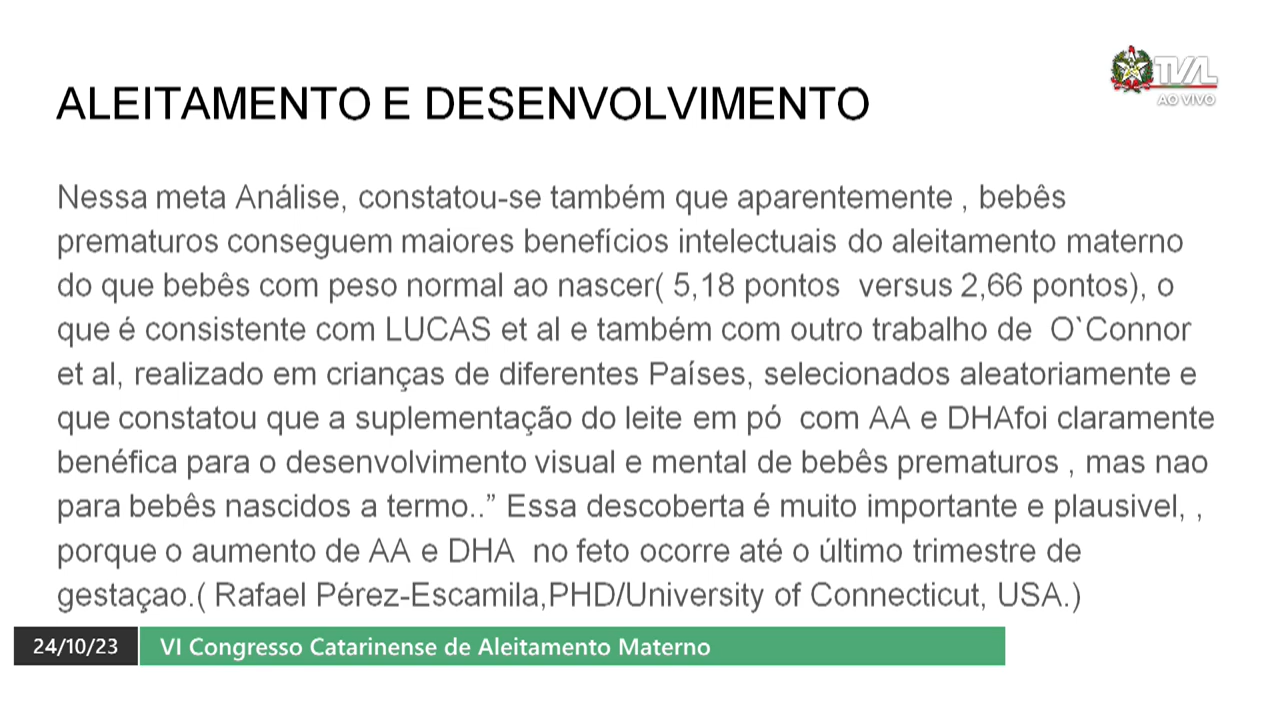 TVAL
AO VIVO
ALEITAMENTO E DESENVOLVIMENTO
Nessa meta Análise, constatou-se também que aparentemente , bebês
prematuros conseguem maiores benefícios intelectuais do aleitamento materno
do que bebês com peso normal ao nascer( 5,18 pontos  versus 2,66 pontos), o
que é consistente com LUCAS et al e também com outro trabalho de  O`Connor
et al, realizado em crianças de diferentes Países, selecionados aleatoriamente e
que constatou que a suplementação do leite em pó  com AA e DHAfoi claramente
benéfica para o desenvolvimento visual e mental de bebês prematuros , mas nao
para bebês nascidos a termo..” Essa descoberta é muito importante e plausivel, ,
porque o aumento de AA e DHA  no feto ocorre até o último trimestre de
gestaçao.( Rafael Pérez-Escamila,PHD/University of Connecticut, USA.)
24/10/23 VI Congresso Catarinense de Aleitamento Materno